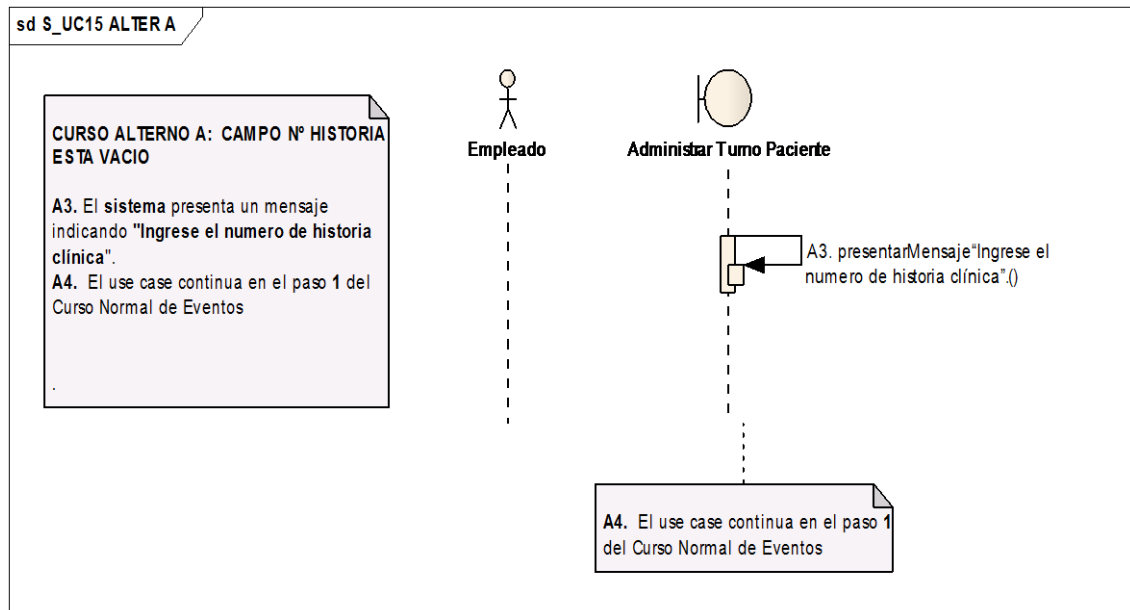 sd S_UC15 ALTER A
CURSO ALTERNO A: CAMPO Nº HISTORIA
ESTA VACIO
A3. El sistema presenta un mensaje
indicando "Ingrese el numero de historia
clínica".
A4. El use case continua en el paso 1 del
Curso Normal de Eventos
.
Empleado
Administrar Turno Paciente
A3. presentarMensaje“Ingrese el
numero de historia clínica”.()
A4. El use case continua en el paso 1
del Curso Normal de Eventos